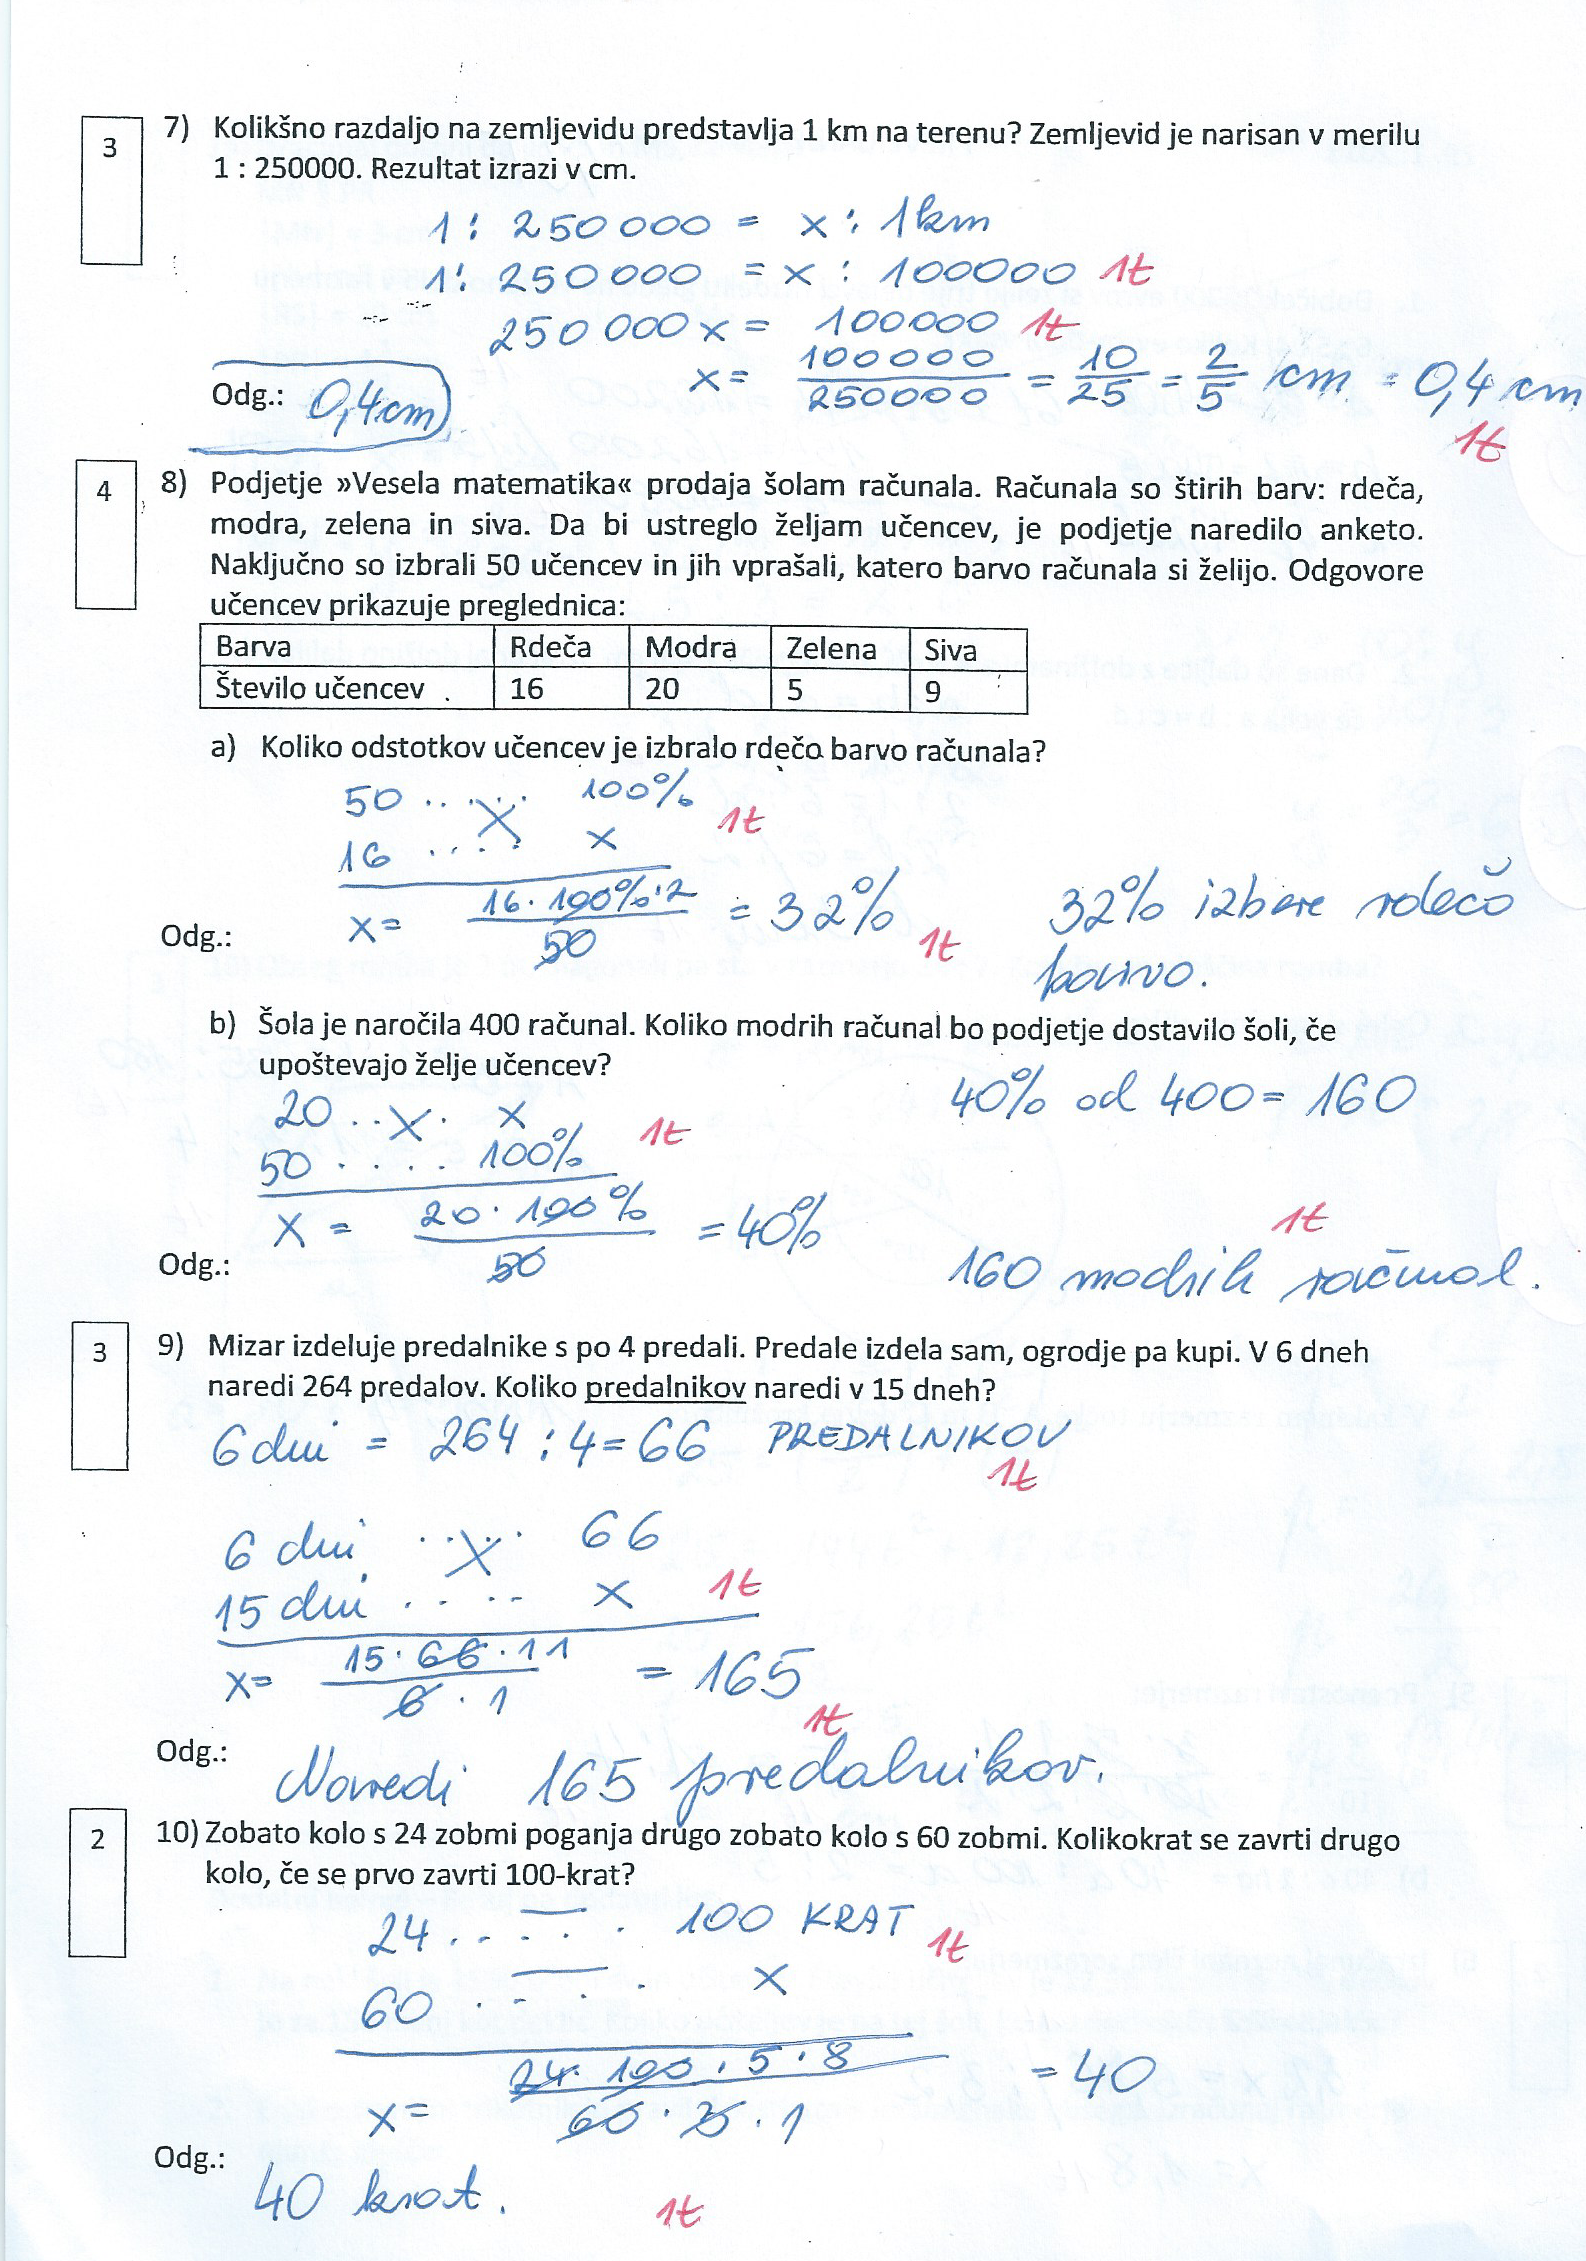 3
7) Kolikšno razdaljo na zemljevidu predstavlja 1 km na terenu? Zemljevid je narisan v merilu
1 : 250000. Rezultat izrazi v cm.
1 : 250 000 = x : 1km
1 : 250 000 = x : 100000 1t
250 000 x = 100000 1t
x = 100000 / 250000 = 10/25 = 2/5 cm = 0,4 cm
1t
Odg.: 0,4cm
4
8) Podjetje »Vesela matematika« prodaja šolam računala. Računala so štirih barv: rdeča,
modra, zelena in siva. Da bi ustreglo željam učencev, je podjetje naredilo anketo.
Naključno so izbrali 50 učencev in jih vprašali, katero barvo računala si želijo. Odgovore
učencev prikazuje preglednica:
Barva Rdeča Modra Zelena Siva
Število učencev 16 20 5 9
a) Koliko odstotkov učencev je izbralo rdečo barvo računala?
50 ..... 100%
16 ..... x 1t
x = 16 · 100% · 2 / 50 = 32% 1t
Odg.: 32% izbere rdečo
barvo.
b) Šola je naročila 400 računal. Koliko modrih računal bo podjetje dostavilo šoli, če
upoštevajo želje učencev?
40% od 400 = 160
20 ... x 1t
50 .... 100%
x = 20 · 100% / 50 = 40%
1t
Odg.: 160 modrih računal.
3
9) Mizar izdeluje predalnike s po 4 predali. Predale izdela sam, ogrodje pa kupi. V 6 dneh
naredi 264 predalov. Koliko predalnikov naredi v 15 dneh?
6 dni = 264 : 4 = 66 PREDALNIKOV
1t
6 dni .... 66
15 dni .... x 1t
x = 15 · 66 · 11 / 6 · 1 = 165
1t
Odg.: Naredi 165 predalnikov.
2
10) Zobato kolo s 24 zobmi poganja drugo zobato kolo s 60 zobmi. Kolikokrat se zavrti drugo
kolo, če se prvo zavrti 100-krat?
24 ..... 100 KRAT 1t
60 .... x
x = 24 · 100 · 5 · 8 / 60 · 3 · 1 = 40
Odg.: 40 krat. 1t